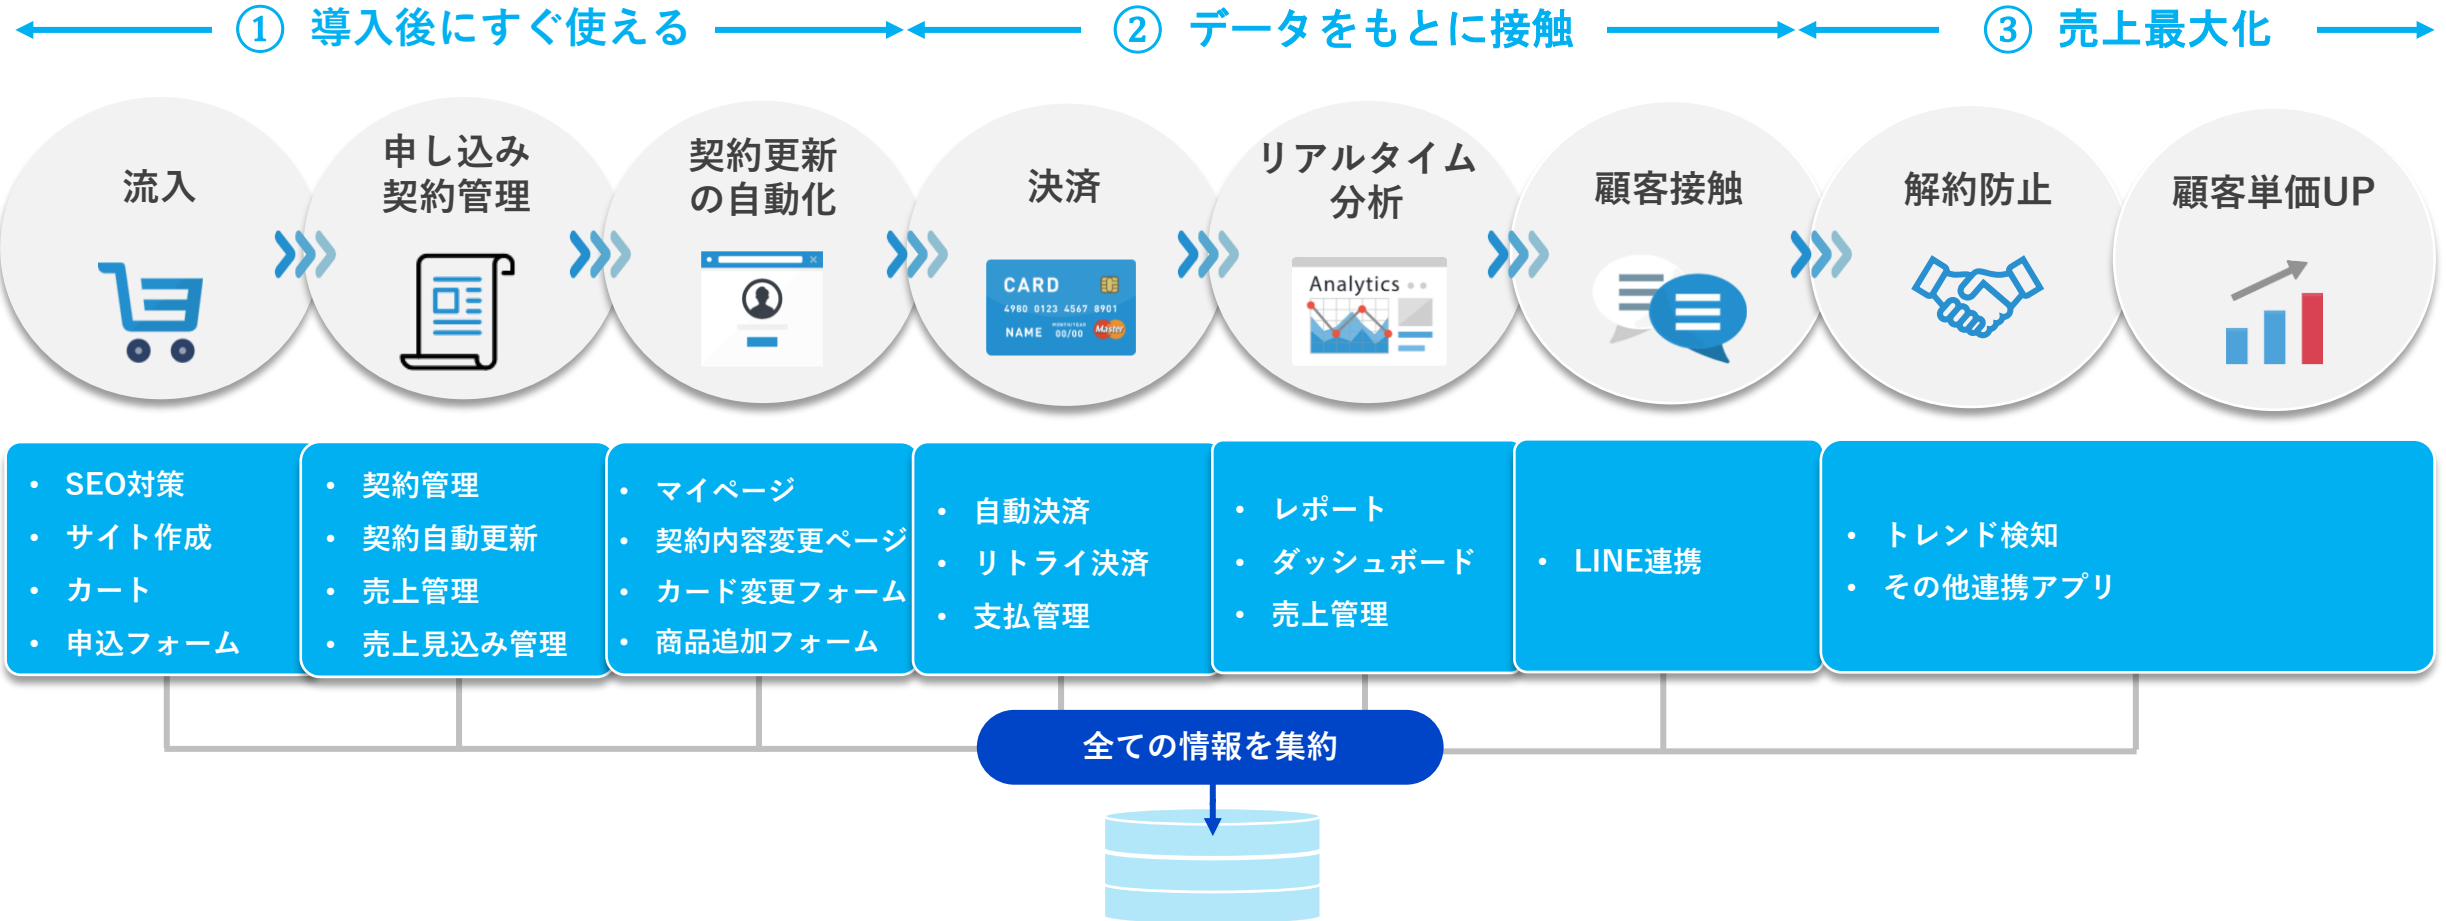 ① 導入後にすぐ使える
② データをもとに接触
③ 売上最大化
流入
申し込み
契約管理
契約更新
の自動化
決済
リアルタイム
分析
顧客接触
解約防止
顧客単価UP
CARD
4980 0123 4567 8901
MONTH/YEAR
NAME 00/00 Master
Analytics
• SEO対策
• サイト作成
• カート
• 申込フォーム
• 契約管理
• 契約自動更新
• 売上管理
• 売上見込み管理
• マイページ
• 契約内容変更ページ
• カード変更フォーム
• 商品追加フォーム
• 自動決済
• リトライ決済
• 支払管理
• レポート
• ダッシュボード
• 売上管理
• LINE連携
• トレンド検知
• その他連携アプリ
全ての情報を集約